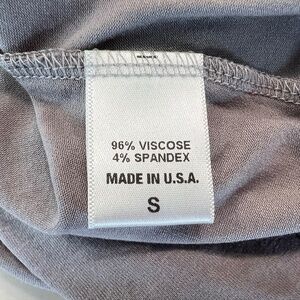 96% VISCOSE
4% SPANDEX
MADE IN U.S.A.
S